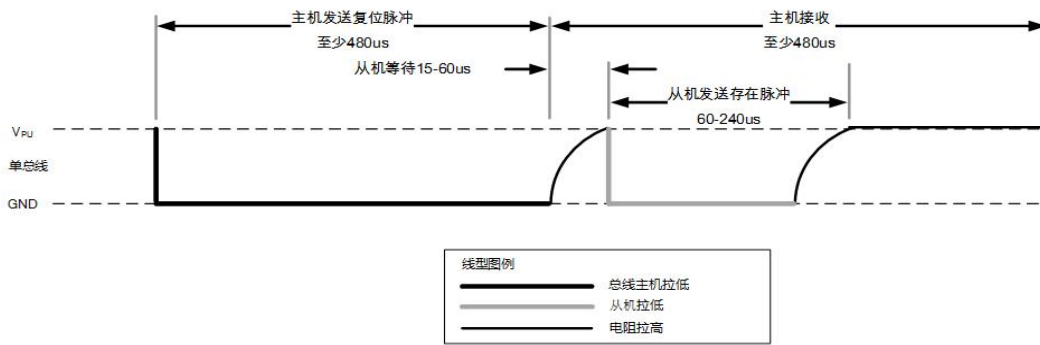 主机发送复位脉冲
至少480us
主机接收
至少480us
从机等待15-60us
从机发送存在脉冲
60-240us
VPU
单总线
GND
线型图例
总线主机拉低
从机拉低
电阻拉高